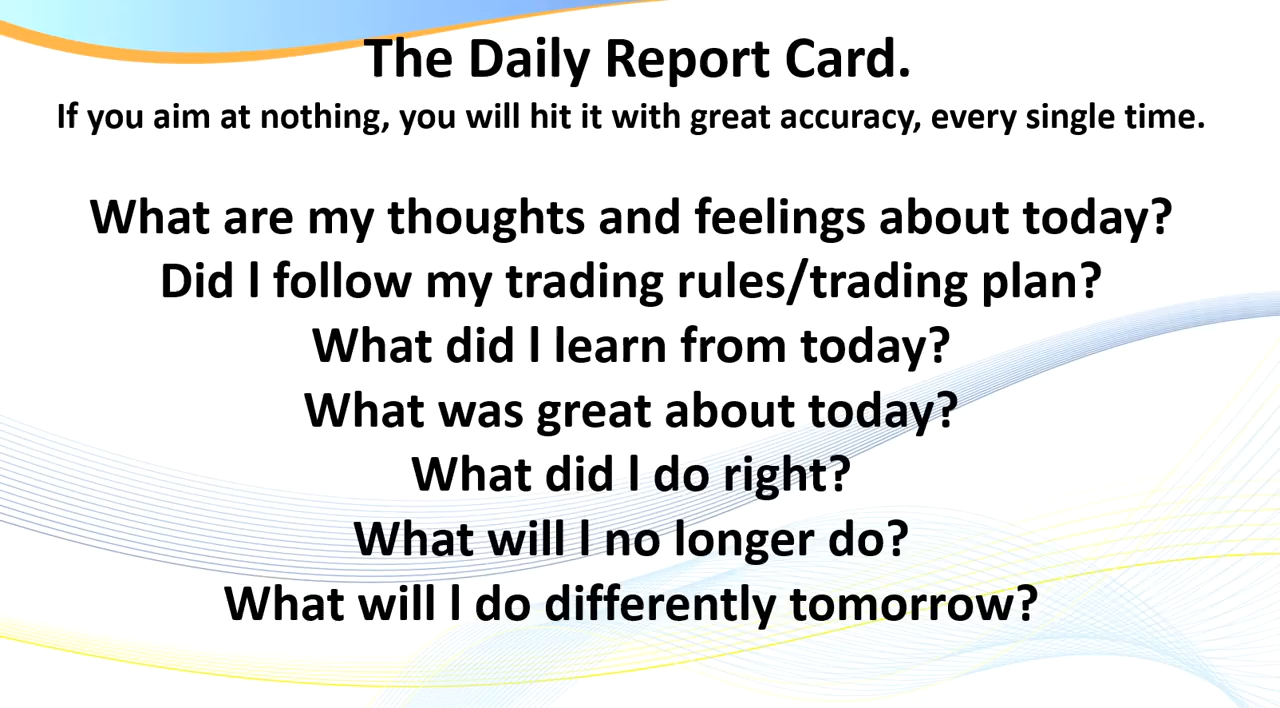 The Daily Report Card.
If you aim at nothing, you will hit it with great accuracy, every single time.
What are my thoughts and feelings about today?
Did I follow my trading rules/trading plan?
What did I learn from today?
What was great about today?
What did I do right?
What will I no longer do?
What will I do differently tomorrow?